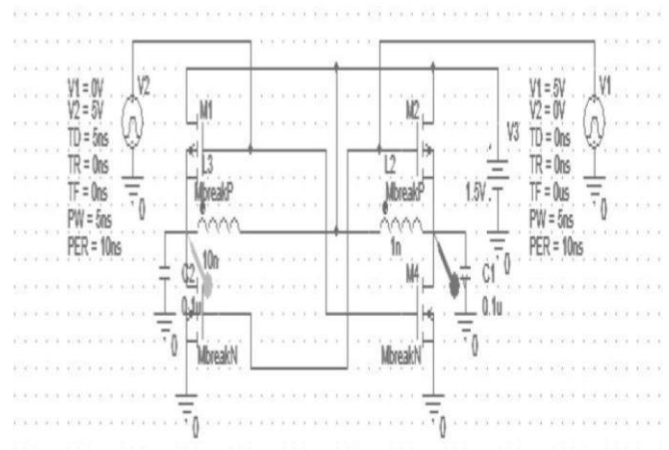 V1 = 0V
V2 = 5V
TD = 5ns
TR = 0ns
TF = 0ns
PW = 5ns
PER = 10ns
V2
0
M1
L3
MbreakP
10n
C2
0.1u
0
MbreakN
0
M2
L2
MbreakP
1n
M4
C1
0.1u
0
MbreakN
0
V3
1.5V
0
V1 = 5V
V2 = 0V
TD = 0ns
TR = 0ns
TF = 0us
PW = 5ns
PER = 10ns
V1
0